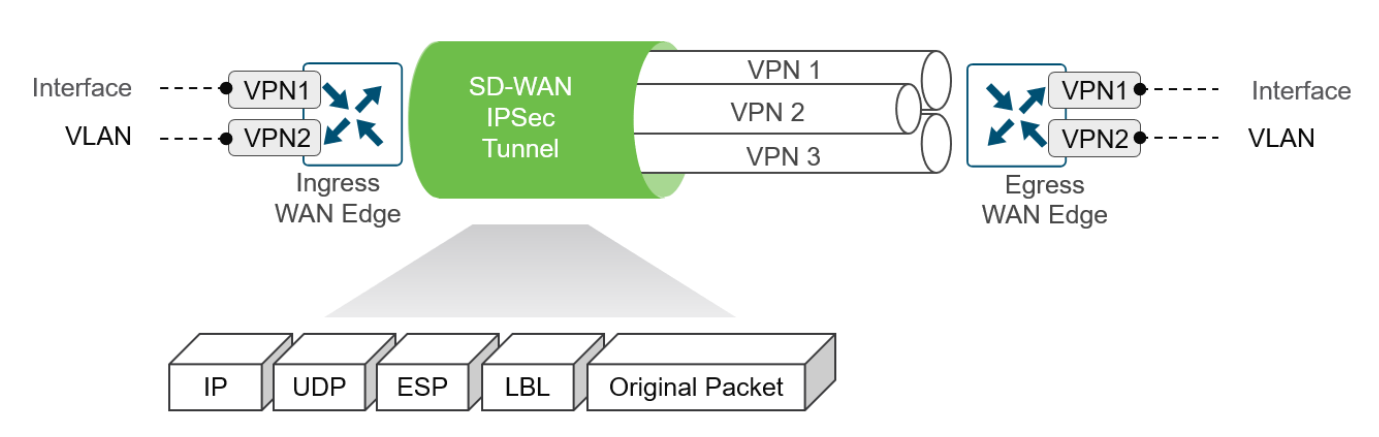 Interface
VLAN
VPN1
VPN2
Ingress
WAN Edge
SD-WAN
IPSec
Tunnel
VPN 1
VPN 2
VPN 3
VPN1
VPN2
Egress
WAN Edge
Interface
VLAN
IP
UDP
ESP
LBL
Original Packet